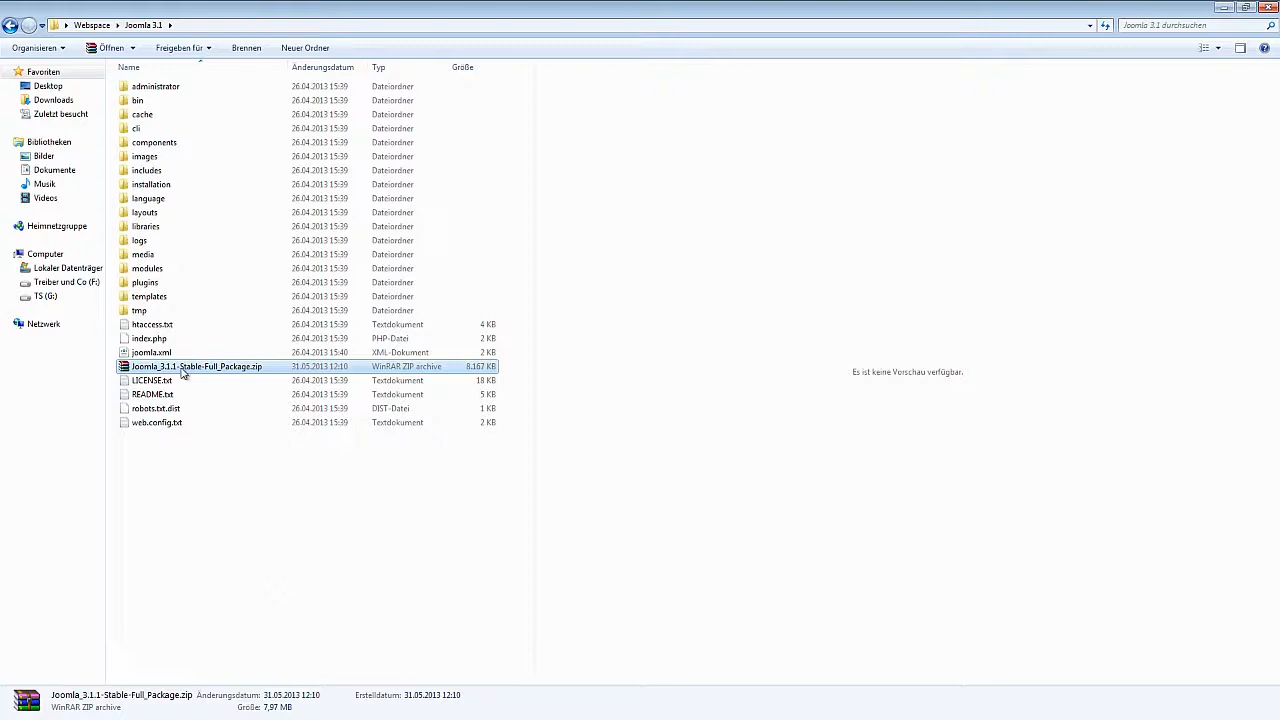 Webspace ▸ Joomla 3.1 ▸ Joomla 3.1 durchsuchen
Organisieren Öffnen Freigeben für Brennen Neuer Ordner
Favoriten
Desktop
Downloads
Zuletzt besucht
Bibliotheken
Bilder
Dokumente
Musik
Videos
Heimnetzgruppe
Computer
Lokaler Datenträger
Treiber und Co (F:)
TS (G:)
Netzwerk
Name Änderungsdatum Typ Größe
administrator 26.04.2013 15:39 Dateiordner
bin 26.04.2013 15:39 Dateiordner
cache 26.04.2013 15:39 Dateiordner
cli 26.04.2013 15:39 Dateiordner
components 26.04.2013 15:39 Dateiordner
images 26.04.2013 15:39 Dateiordner
includes 26.04.2013 15:39 Dateiordner
installation 26.04.2013 15:39 Dateiordner
language 26.04.2013 15:39 Dateiordner
layouts 26.04.2013 15:39 Dateiordner
libraries 26.04.2013 15:39 Dateiordner
logs 26.04.2013 15:39 Dateiordner
media 26.04.2013 15:39 Dateiordner
modules 26.04.2013 15:39 Dateiordner
plugins 26.04.2013 15:39 Dateiordner
templates 26.04.2013 15:39 Dateiordner
tmp 26.04.2013 15:39 Dateiordner
htaccess.txt 26.04.2013 15:39 Textdokument 4 KB
index.php 26.04.2013 15:39 PHP-Datei 2 KB
joomla.xml 26.04.2013 15:40 XML-Dokument 2 KB
Joomla_3.1.1-Stable-Full_Package.zip 31.05.2013 12:10 WinRAR ZIP archive 8.167 KB
LICENSE.txt 26.04.2013 15:39 Textdokument 18 KB
README.txt 26.04.2013 15:39 Textdokument 5 KB
robots.txt.dist 26.04.2013 15:39 DIST-Datei 1 KB
web.config.txt 26.04.2013 15:39 Textdokument 2 KB
Es ist keine Vorschau verfügbar.
Joomla_3.1.1-Stable-Full_Package.zip Änderungsdatum: 31.05.2013 12:10 Erstelldatum: 31.05.2013 12:10
WinRAR ZIP archive Größe: 7,97 MB